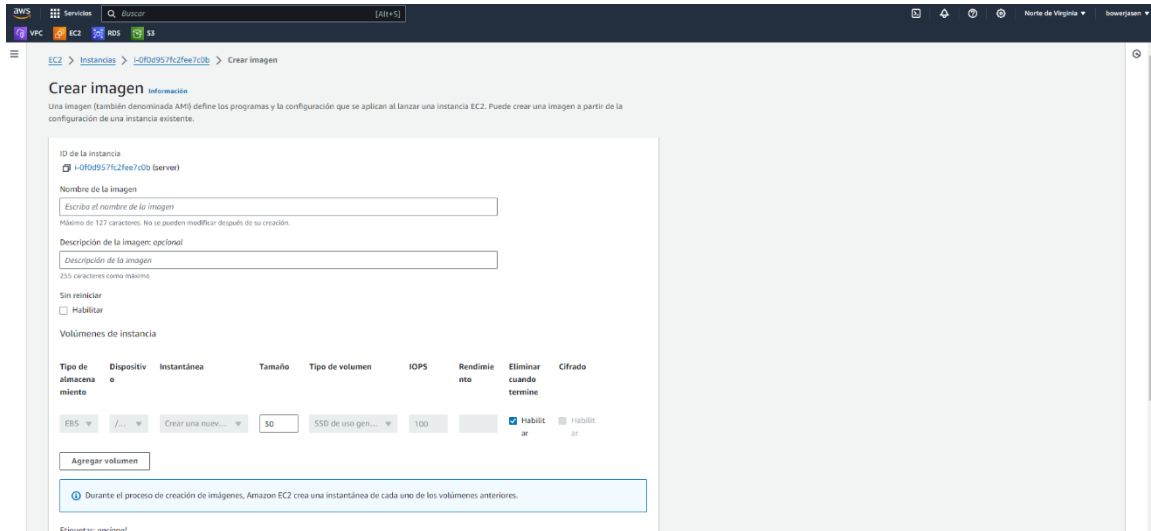 aws Servicios Buscar [Alt+S] Norte de Virginia bowerjasen
VPC EC2 RDS S3
EC2 > Instancias > i-0f0d957fc2fee7c0b > Crear imagen
Crear imagen Información
Una imagen (también denominada AMI) define los programas y la configuración que se aplican al lanzar una instancia EC2. Puede crear una imagen a partir de la
configuración de una instancia existente.
ID de la instancia
i-0f0d957fc2fee7c0b (server)
Nombre de la imagen
Escriba el nombre de la imagen
Máximo de 127 caracteres. No se pueden modificar después de su creación.
Descripción de la imagen: opcional
Descripción de la imagen
255 caracteres como máximo
Sin reiniciar
Habilitar
Volúmenes de instancia
Tipo de Dispositiv Instantánea Tamaño Tipo de volumen IOPS Rendimie Eliminar Cifrado
almacena o nto cuando
miento termine
EBS /... Crear una nuev... 30 SSD de uso gen... 100 Habilit Habilit
ar ar
Agregar volumen
Durante el proceso de creación de imágenes, Amazon EC2 crea una instantánea de cada uno de los volúmenes anteriores.
Etiquetas: opcional